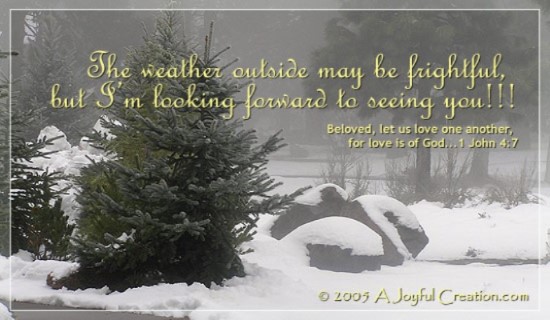 The weather outside may be frightful,
but I'm looking forward to seeing you!!!
Beloved, let us love one another,
for love is of God...1 John 4:7
© 2005 A Joyful Creation.com